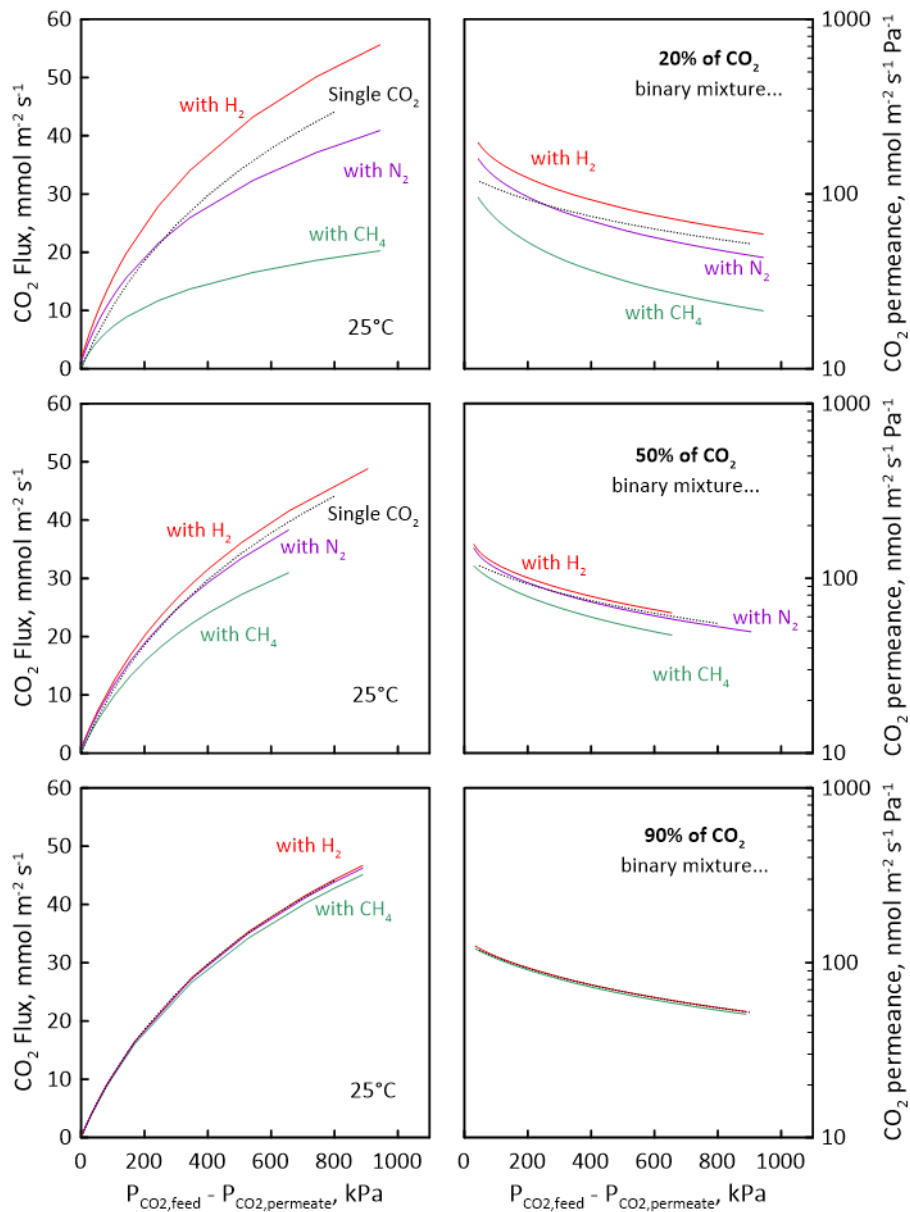 60
50
40
30
20
10
0
CO₂ Flux, mmol m⁻² s⁻¹
with H₂
Single CO₂
with N₂
with CH₄
25°C
20% of CO₂
binary mixture...
with H₂
with N₂
with CH₄
1000
100
10
CO₂ permeance, nmol m⁻² s⁻¹ Pa⁻¹
60
50
40
30
20
10
0
CO₂ Flux, mmol m⁻² s⁻¹
with H₂
Single CO₂
with N₂
with CH₄
25°C
50% of CO₂
binary mixture...
with H₂
with N₂
with CH₄
1000
100
10
CO₂ permeance, nmol m⁻² s⁻¹ Pa⁻¹
60
50
40
30
20
10
0
CO₂ Flux, mmol m⁻² s⁻¹
with H₂
with CH₄
25°C
0 200 400 600 800 1000
P_CO2,feed - P_CO2,permeate, kPa
90% of CO₂
binary mixture...
1000
100
10
CO₂ permeance, nmol m⁻² s⁻¹ Pa⁻¹
0 200 400 600 800 1000
P_CO2,feed - P_CO2,permeate, kPa